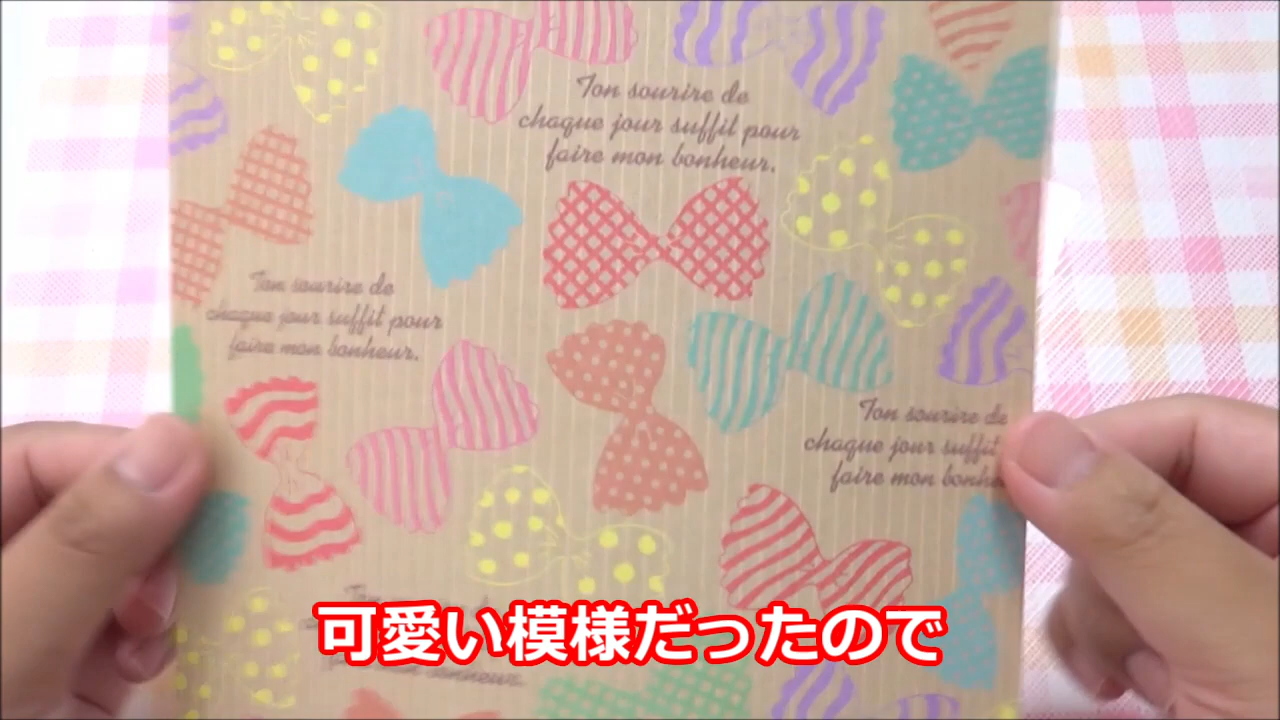 Ton sourire de
chaque jour suffit pour
faire mon bonheur.
Ton sourire de
chaque jour suffit pour
faire mon bonheur.
Ton sourire de
chaque jour suffit
faire mon
可愛い模様だったので
bonheur.